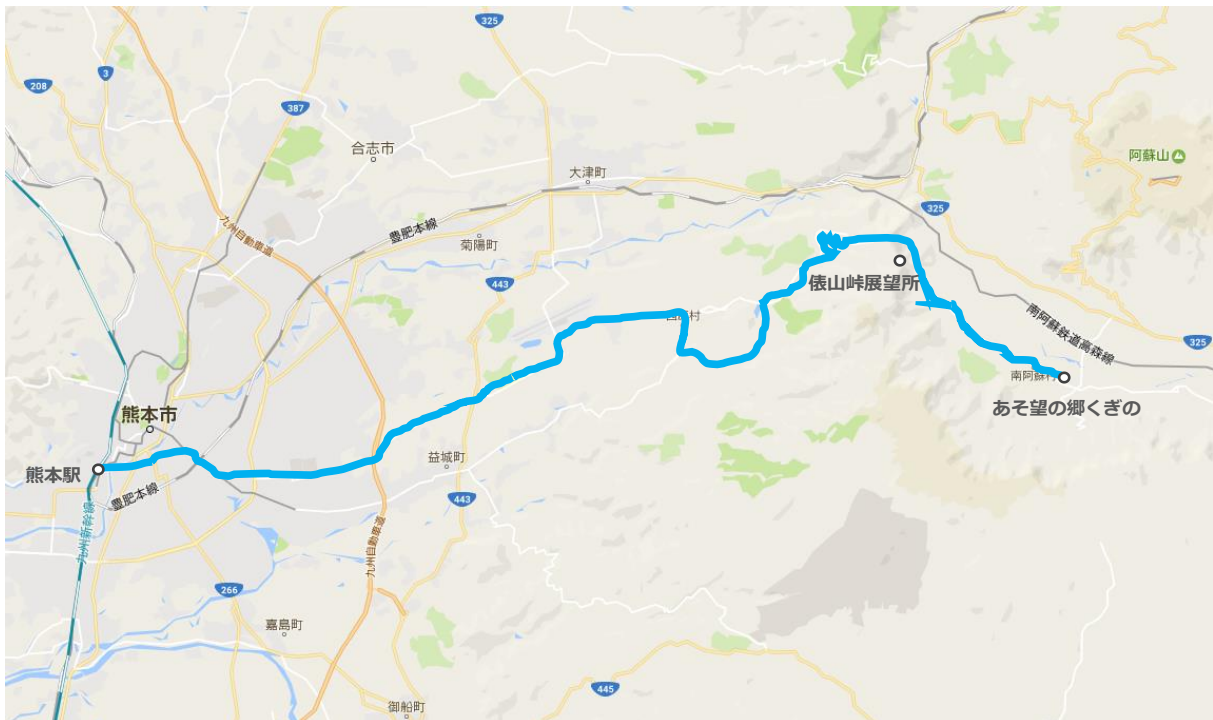 325
3
208
387
合志市
阿蘇山
大津町
325
九州自動車道
豊肥本線
菊陽町
443
俵山峠展望所
南阿蘇鉄道高森線
325
南阿蘇村
あそ望の郷くぎの
熊本市
熊本駅
益城町
443
豊肥本線
九州新幹線
九州自動車道
266
嘉島町
445
御船町